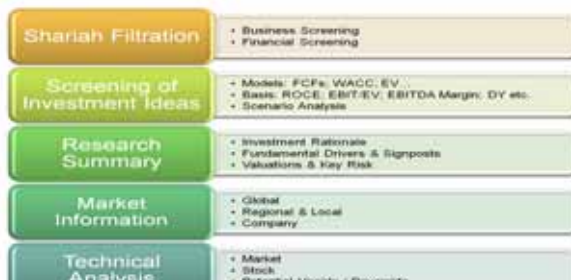 Shariah Filtration
• Business Screening
• Financial Screening
Screening of
Investment Ideas
• Models: FCFs; WACC, EV
• Basis: ROCE; EBIT/EV; EBITDA Margin; DY etc.
• Scenario Analysis
Research
Summary
• Investment Rationale
• Fundamental Drivers & Signposts
• Valuations & Key Risk
Market
Information
• Global
• Regional & Local
• Company
Technical
Analysis
• Market
• Stock